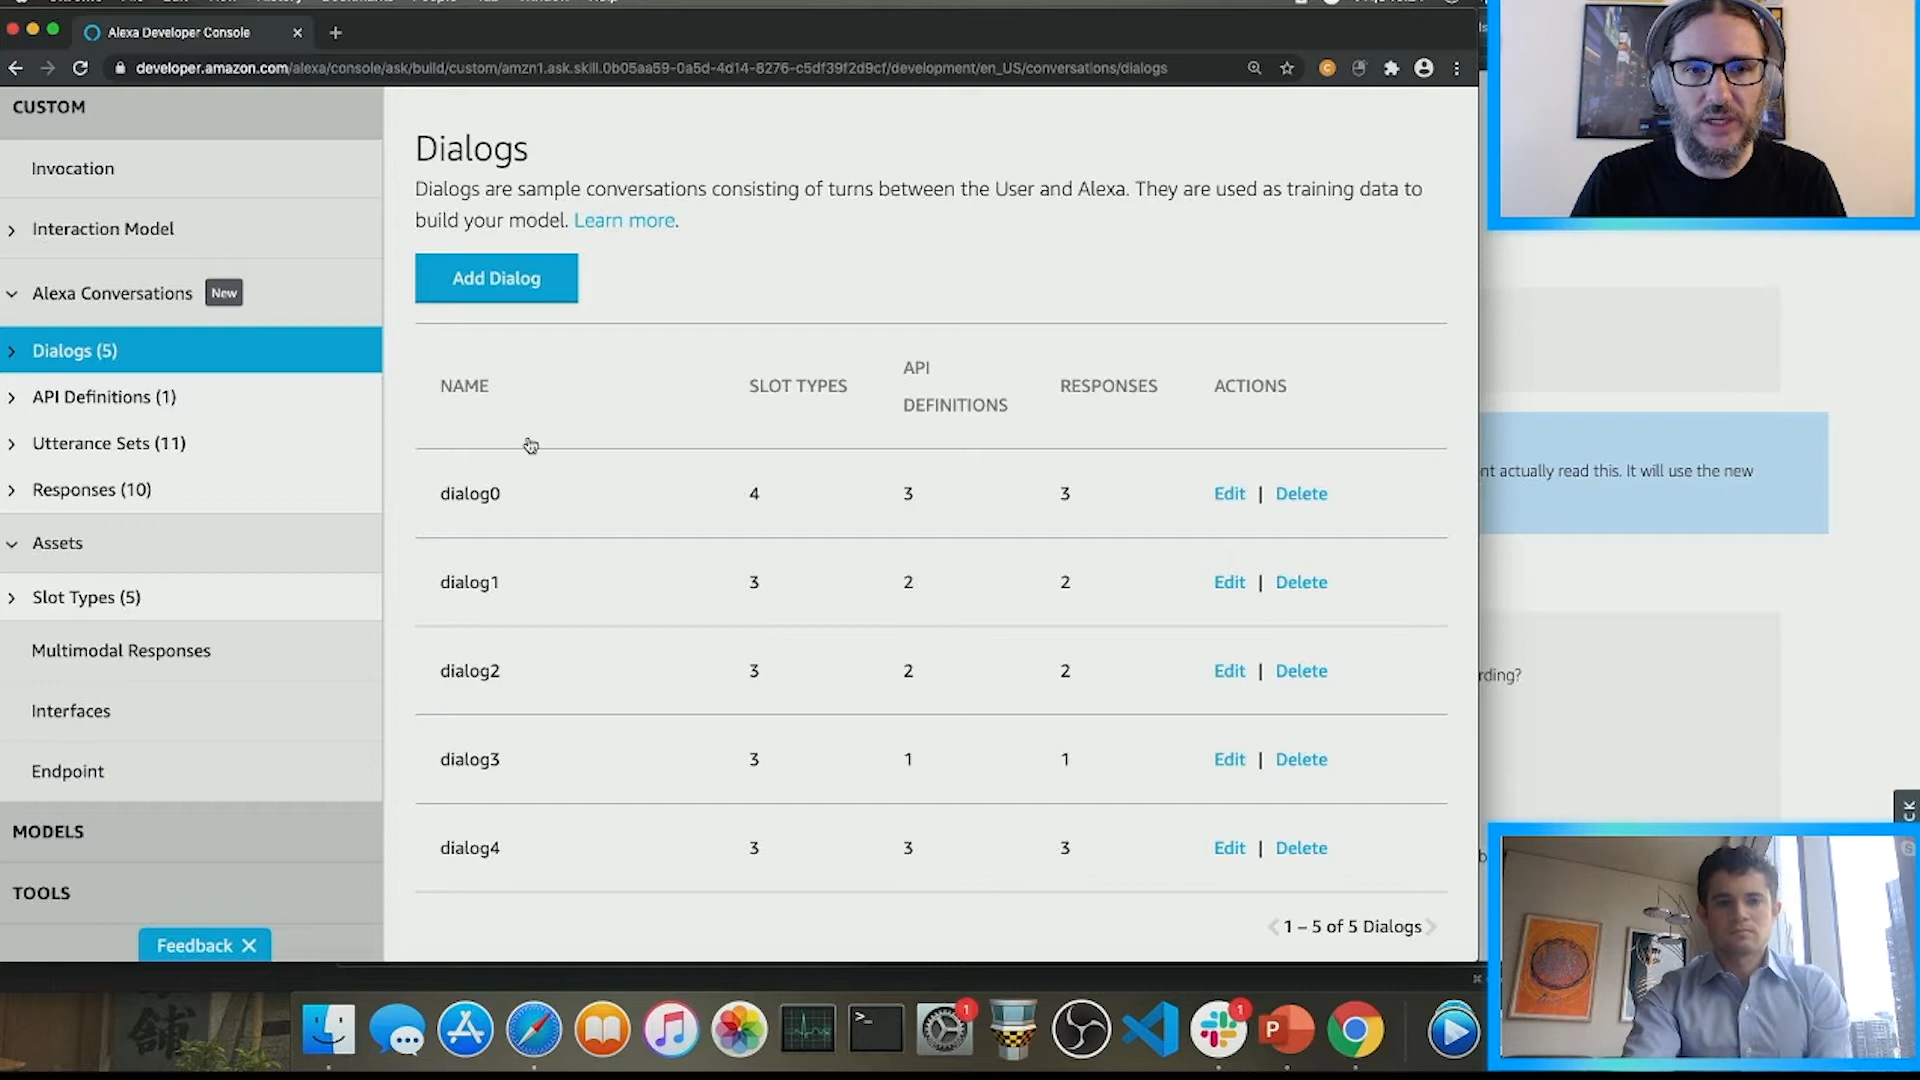 Alexa Developer Console
developer.amazon.com/alexa/console/ask/build/custom/amzn1.ask.skill.0b05aa59-0a5d-4d14-8276-c5df39f2d9cf/development/en_US/conversations/dialogs
CUSTOM
Invocation
Interaction Model
Alexa Conversations New
Dialogs (5)
API Definitions (1)
Utterance Sets (11)
Responses (10)
Assets
Slot Types (5)
Multimodal Responses
Interfaces
Endpoint
MODELS
TOOLS
Feedback
Dialogs
Dialogs are sample conversations consisting of turns between the User and Alexa. They are used as training data to
build your model. Learn more.
Add Dialog
NAME SLOT TYPES API DEFINITIONS RESPONSES ACTIONS
dialog0 4 3 3 Edit | Delete
dialog1 3 2 2 Edit | Delete
dialog2 3 2 2 Edit | Delete
dialog3 3 1 1 Edit | Delete
dialog4 3 3 3 Edit | Delete
1 – 5 of 5 Dialogs
nt actually read this. It will use the new
rding?
CK
1
1
P